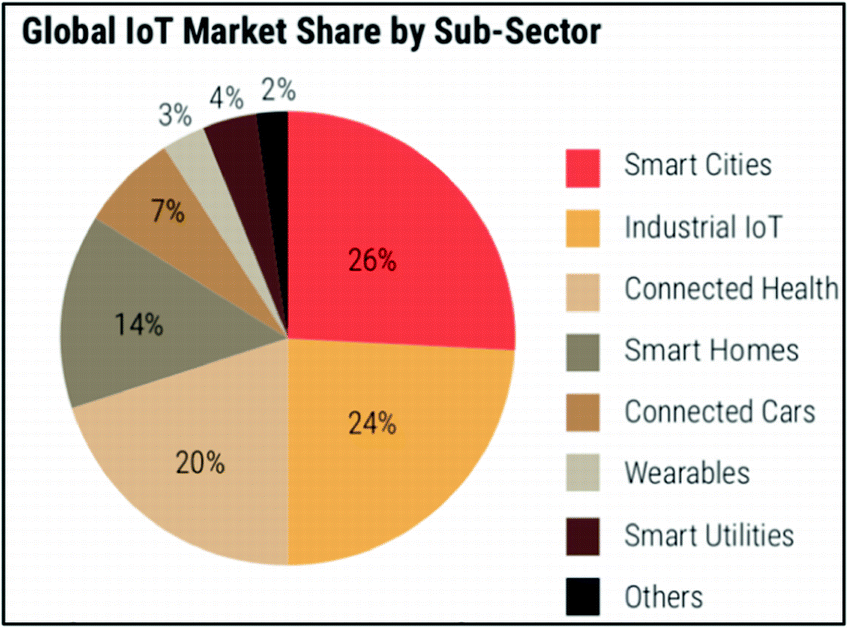 Global IoT Market Share by Sub-Sector
2%
4%
3%
7%
26%
14%
24%
20%
Smart Cities
Industrial IoT
Connected Health
Smart Homes
Connected Cars
Wearables
Smart Utilities
Others